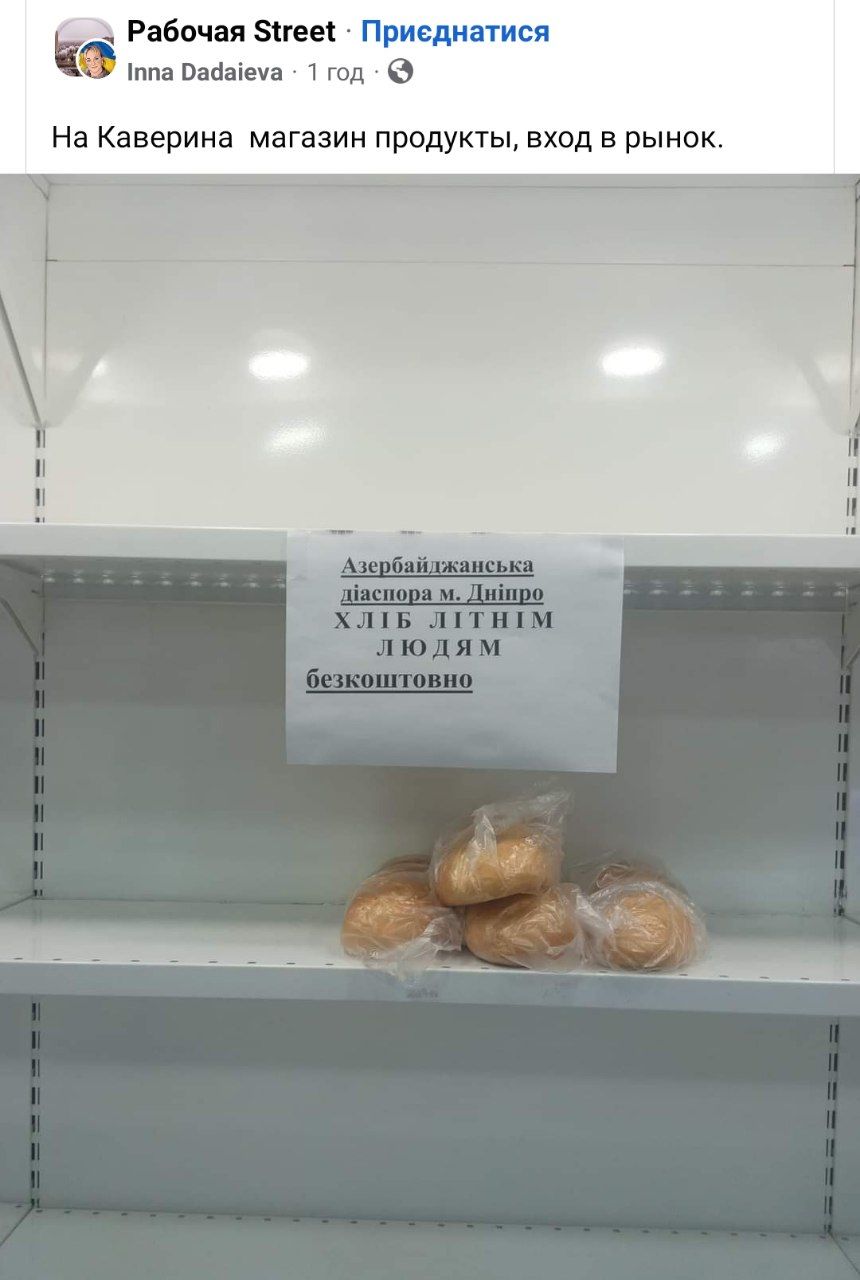 Рабочая Street · Приєднатися
Inna Dadaieva · 1 год ·
На Каверина магазин продукты, вход в рынок.
Азербайджанська
діаспора м. Дніпро
ХЛІБ ЛІТНІМ
ЛЮДЯМ
безкоштовно